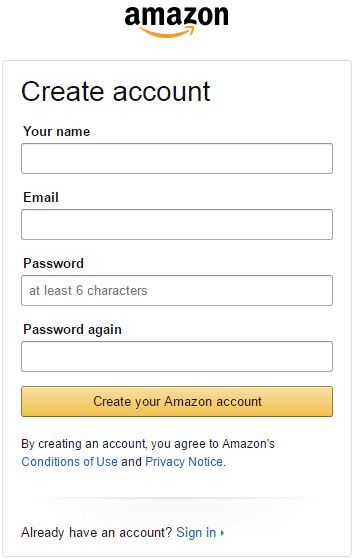 amazon
Create account
Your name
Email
Password
at least 6 characters
Password again
Create your Amazon account
By creating an account, you agree to Amazon's
Conditions of Use and Privacy Notice.
Already have an account? Sign in